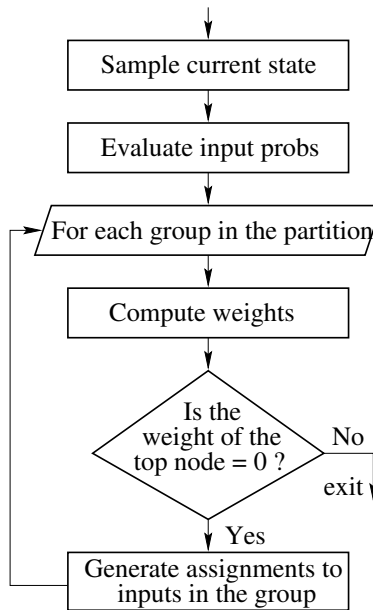 Sample current state
Evaluate input probs
For each group in the partition
Compute weights
Is the
weight of the
top node = 0 ?
No
exit
Yes
Generate assignments to
inputs in the group